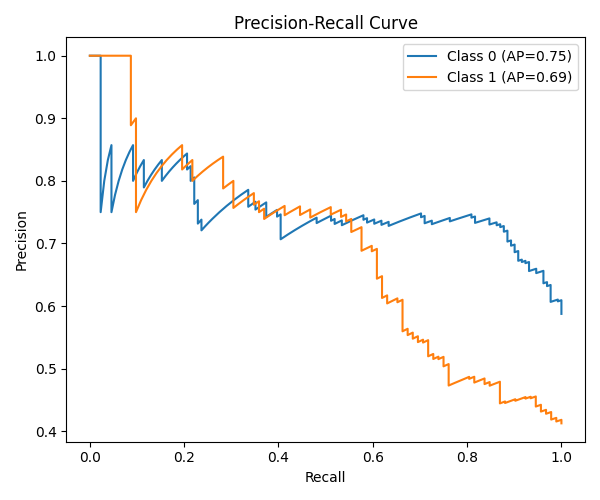 Precision-Recall Curve
Class 0 (AP=0.75)
Class 1 (AP=0.69)
Precision
1.0
0.9
0.8
0.7
0.6
0.5
0.4
0.0 0.2 0.4 0.6 0.8 1.0
Recall